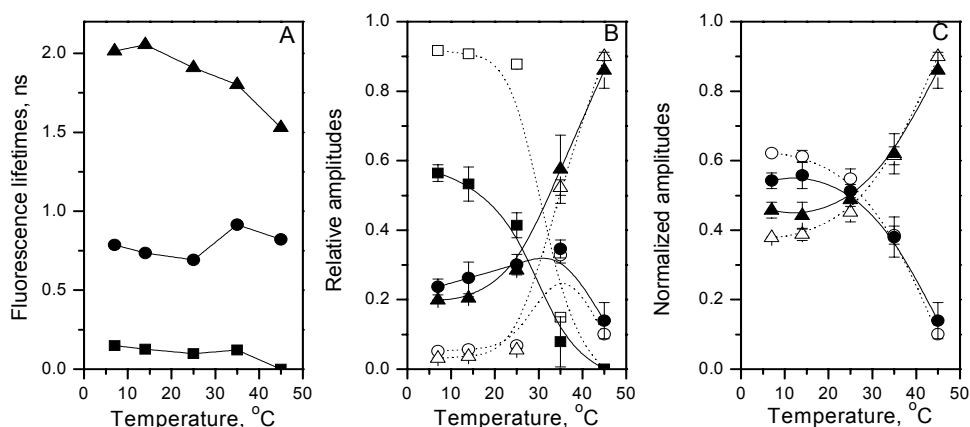 A
B
C
Fluorescence lifetimes, ns
2.0
1.5
1.0
0.5
0.0
0 10 20 30 40 50
Temperature, °C
Relative amplitudes
1.0
0.8
0.6
0.4
0.2
0.0
0 10 20 30 40 50
Temperature, °C
Normalized amplitudes
1.0
0.8
0.6
0.4
0.2
0.0
0 10 20 30 40 50
Temperature, °C